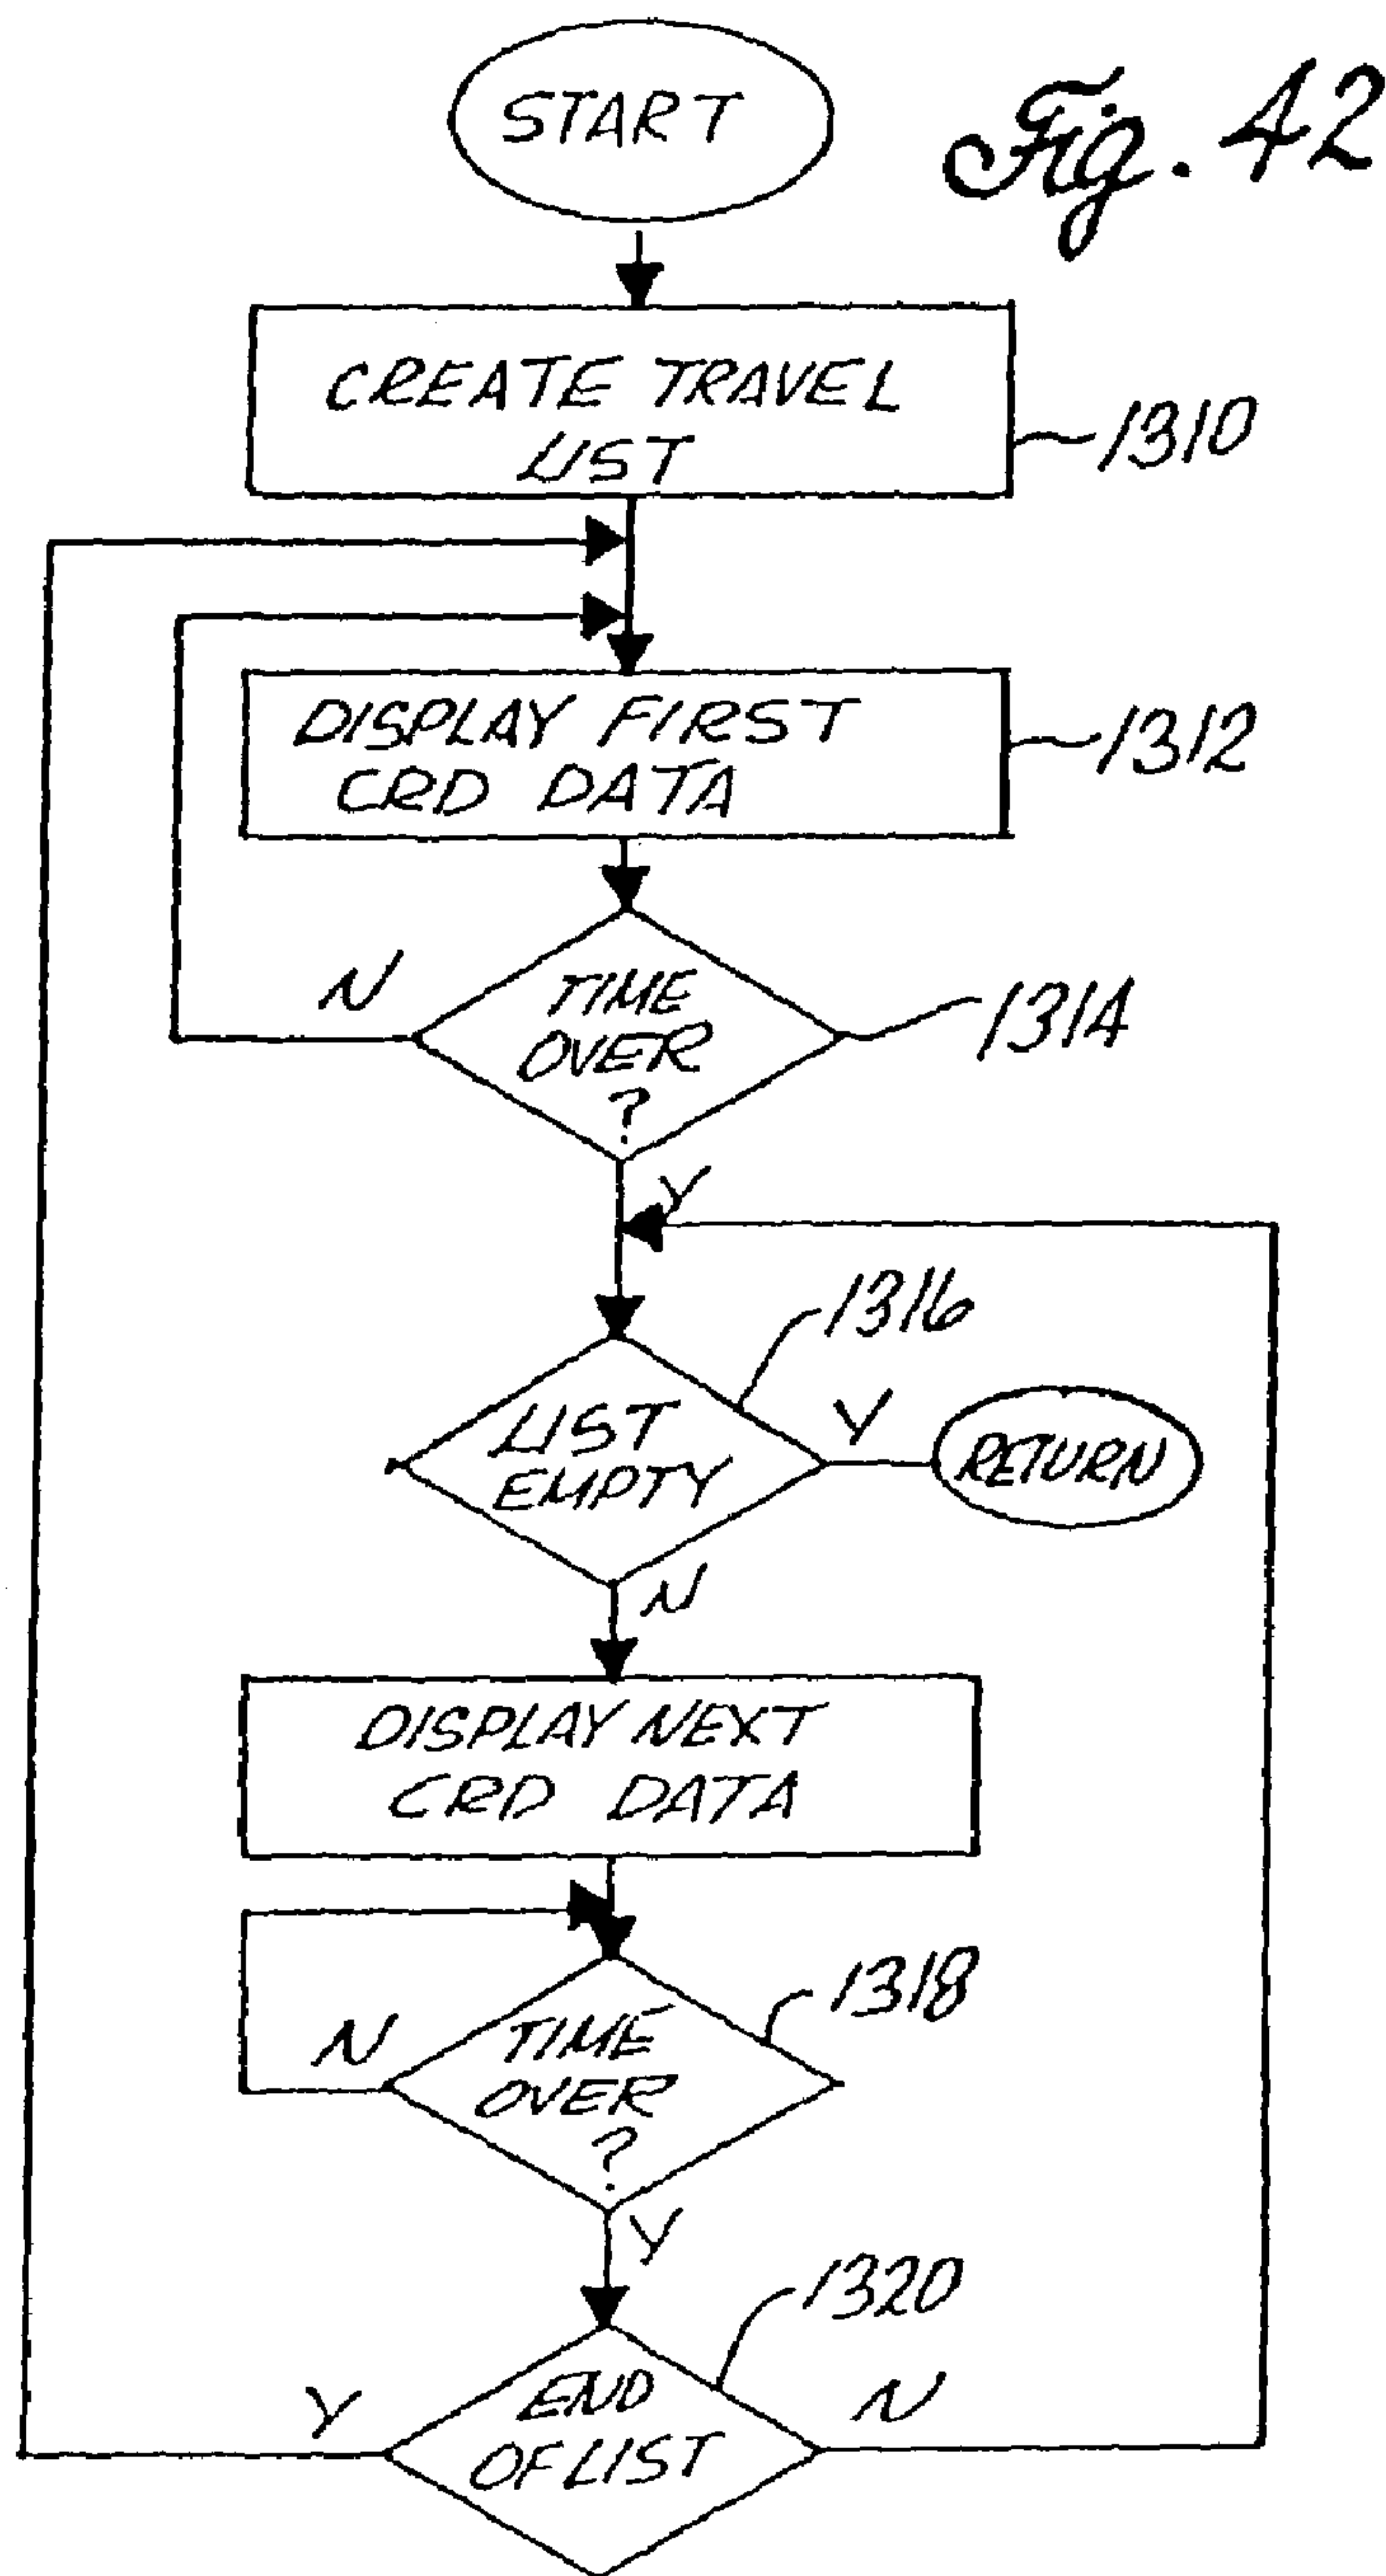 START
Fig. 42
CREATE TRAVEL
LIST
1310
DISPLAY FIRST
CRD DATA
1312
N
TIME
OVER
?
1314
Y
1316
LIST
EMPTY
Y
RETURN
N
DISPLAY NEXT
CRD DATA
1318
N
TIME
OVER
?
Y
1320
Y
END
OF LIST
N